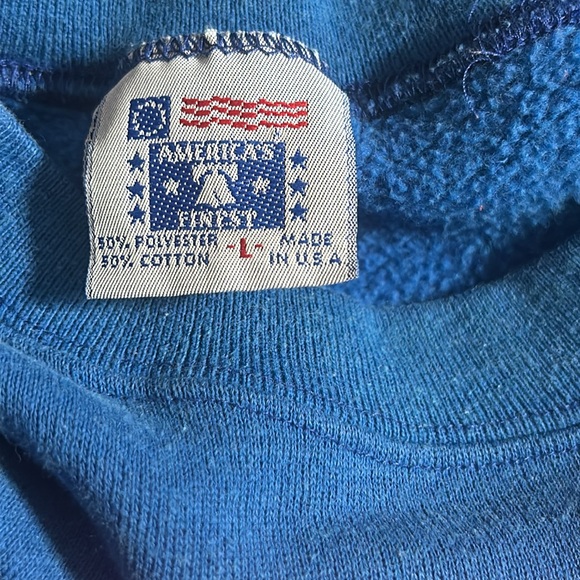 AMERICA'S
FINEST
50% POLYESTER -L- MADE
50% COTTON IN U.S.A.